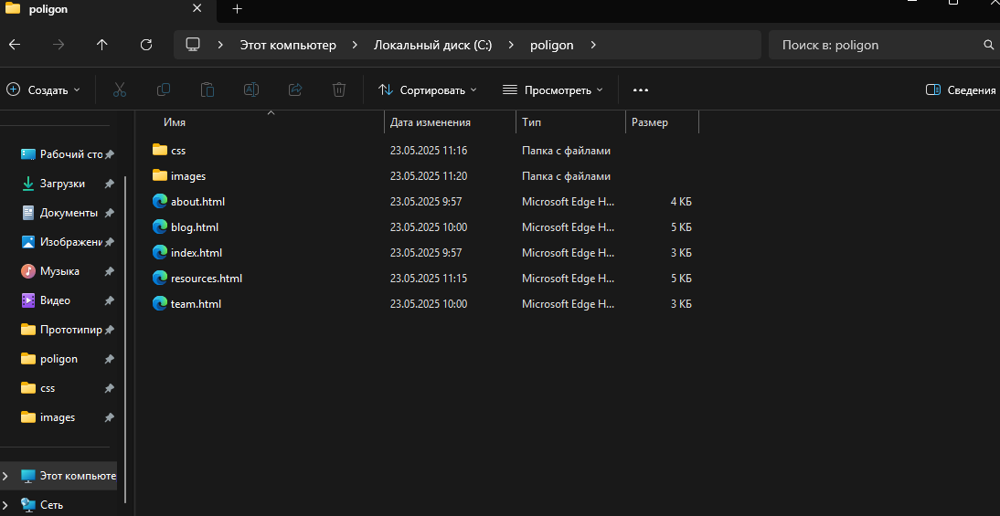 poligon
Этот компьютер Локальный диск (C:) poligon Поиск в: poligon
Создать Сортировать Просмотреть Сведения
Имя Дата изменения Тип Размер
css 23.05.2025 11:16 Папка с файлами
images 23.05.2025 11:20 Папка с файлами
about.html 23.05.2025 9:57 Microsoft Edge H... 4 КБ
blog.html 23.05.2025 10:00 Microsoft Edge H... 5 КБ
index.html 23.05.2025 9:57 Microsoft Edge H... 3 КБ
resources.html 23.05.2025 11:15 Microsoft Edge H... 5 КБ
team.html 23.05.2025 10:00 Microsoft Edge H... 3 КБ
Рабочий сто
Загрузки
Документы
Изображени
Музыка
Видео
Прототипир
poligon
css
images
Этот компьюте
Сеть